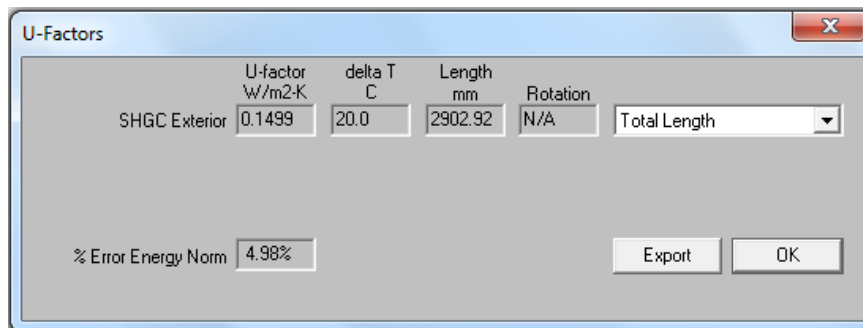 U-Factors
U-factor delta T Length
W/m2-K C mm Rotation
SHGC Exterior 0.1499 20.0 2902.92 N/A Total Length
% Error Energy Norm 4.98% Export OK